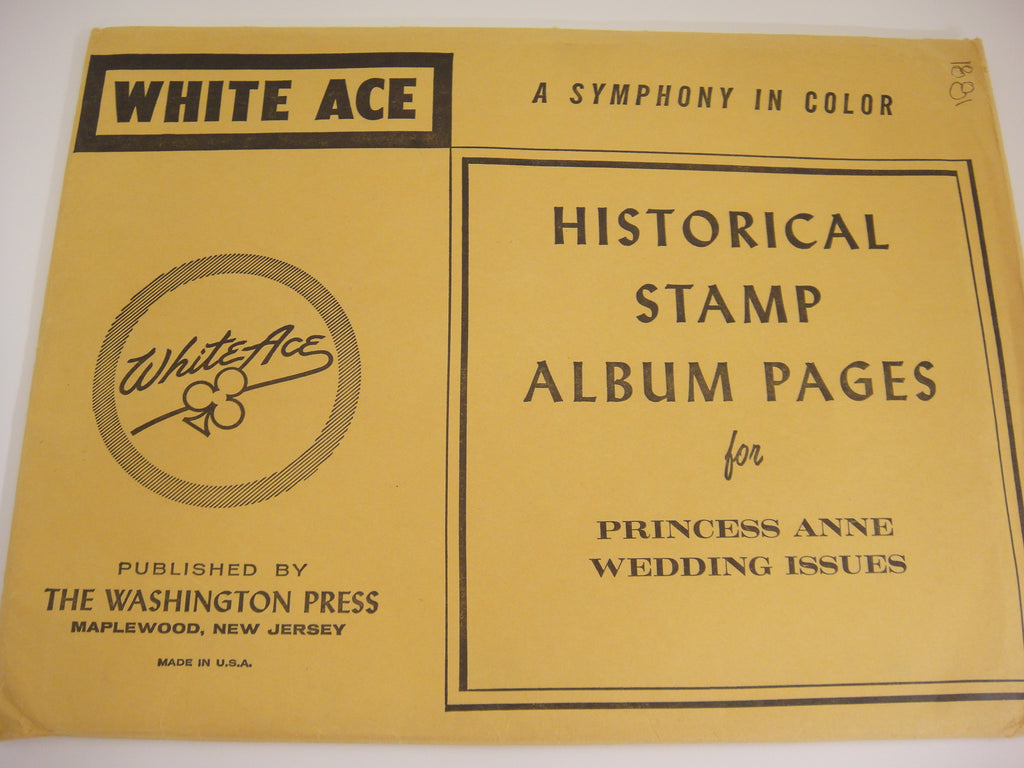 WHITE ACE
A SYMPHONY IN COLOR
1881
White Ace
PUBLISHED BY
THE WASHINGTON PRESS
MAPLEWOOD, NEW JERSEY
MADE IN U.S.A.
HISTORICAL
STAMP
ALBUM PAGES
for
PRINCESS ANNE
WEDDING ISSUES